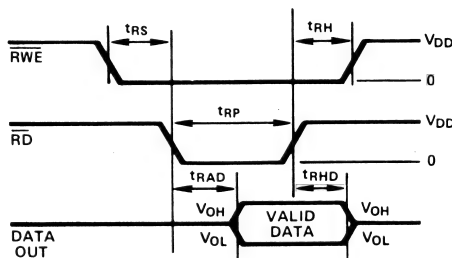 tRS
tRH
RWE
VDD
0
tRP
RD
VDD
0
tRAD
tRHD
DATA OUT
VOH
VOL
VALID DATA
VOH
VOL